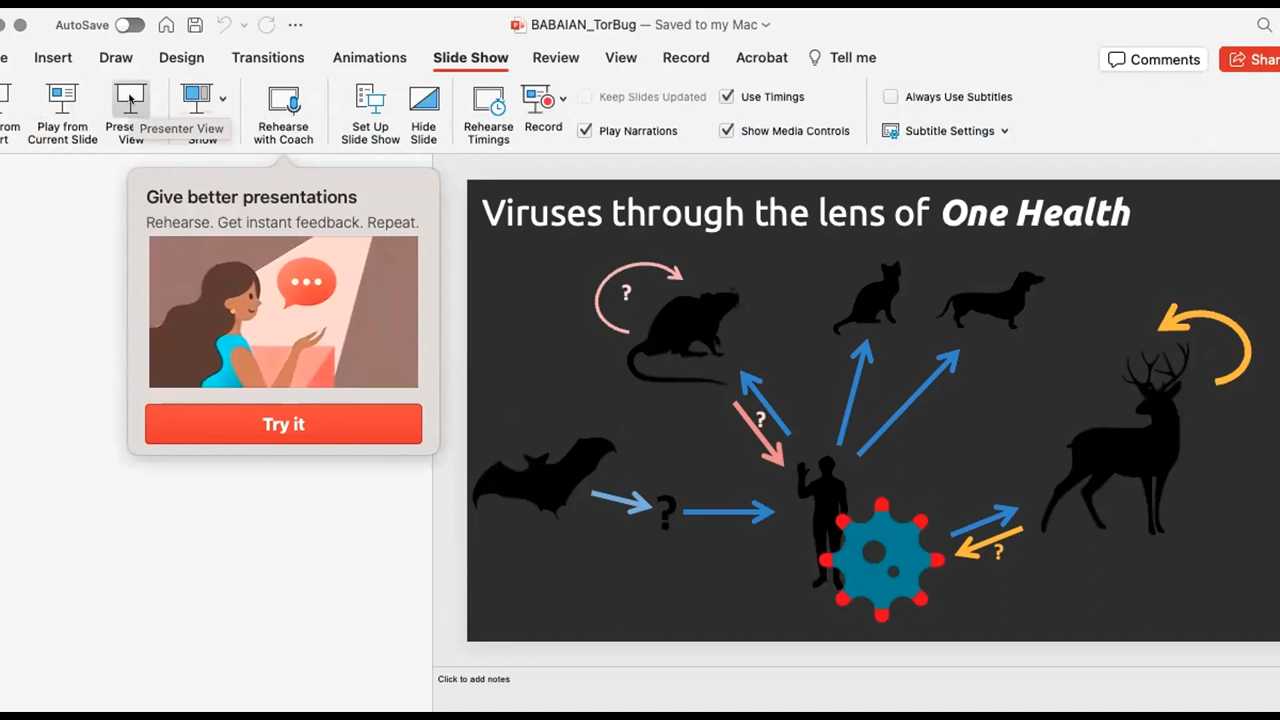 AutoSave
BABAIAN_TorBug — Saved to my Mac
Insert Draw Design Transitions Animations Slide Show Review View Record Acrobat Tell me
Comments
Play from
Current Slide
View
Presenter View
Show
Rehearse
with Coach
Set Up
Slide Show
Hide
Slide
Rehearse
Timings
Record
Keep Slides Updated
Play Narrations
Use Timings
Show Media Controls
Always Use Subtitles
Subtitle Settings
Give better presentations
Rehearse. Get instant feedback. Repeat.
Try it
Viruses through the lens of One Health
?
?
?
?
Click to add notes